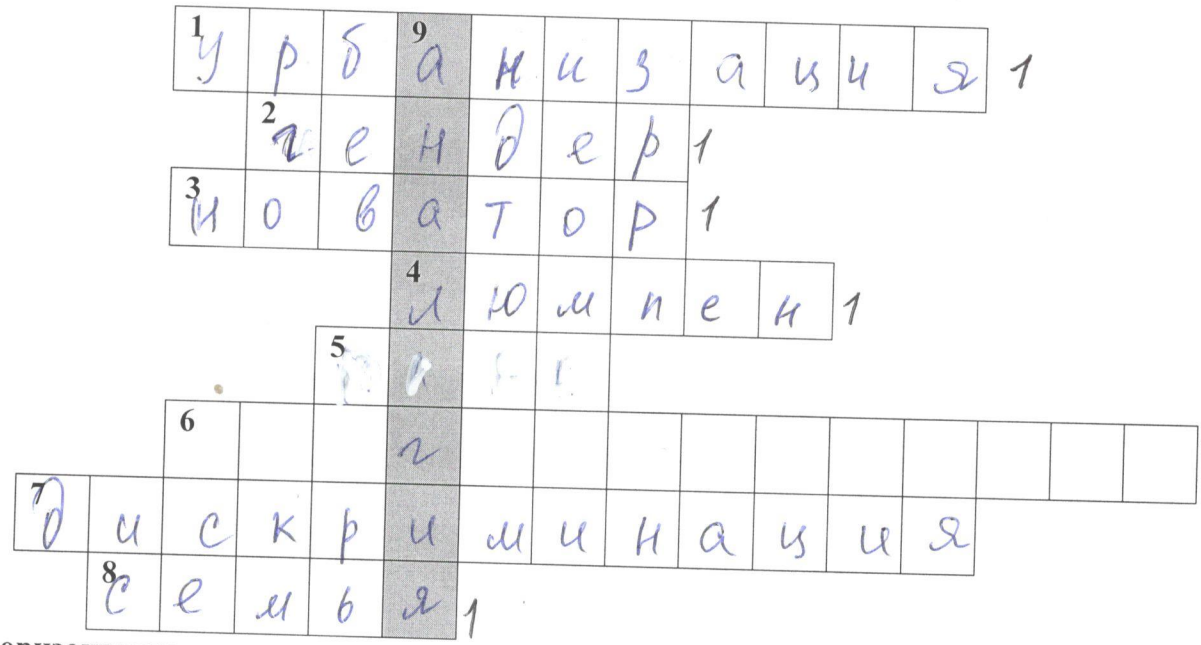 1 9 урбанизация 1
2 гендер 1
3 новатор 1
4 люмпен 1
5
6 г
7 дискриминация
8 семья 1